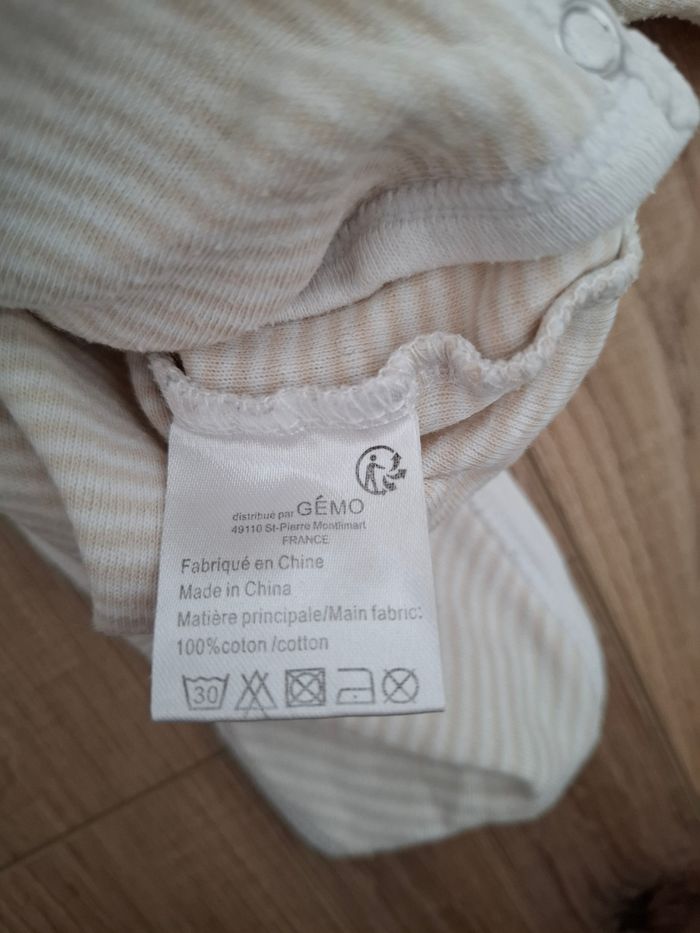 distribué par GÉMO
49110 St-Pierre Montlimart
FRANCE
Fabriqué en Chine
Made in China
Matière principale/Main fabric:
100%coton /cotton
30